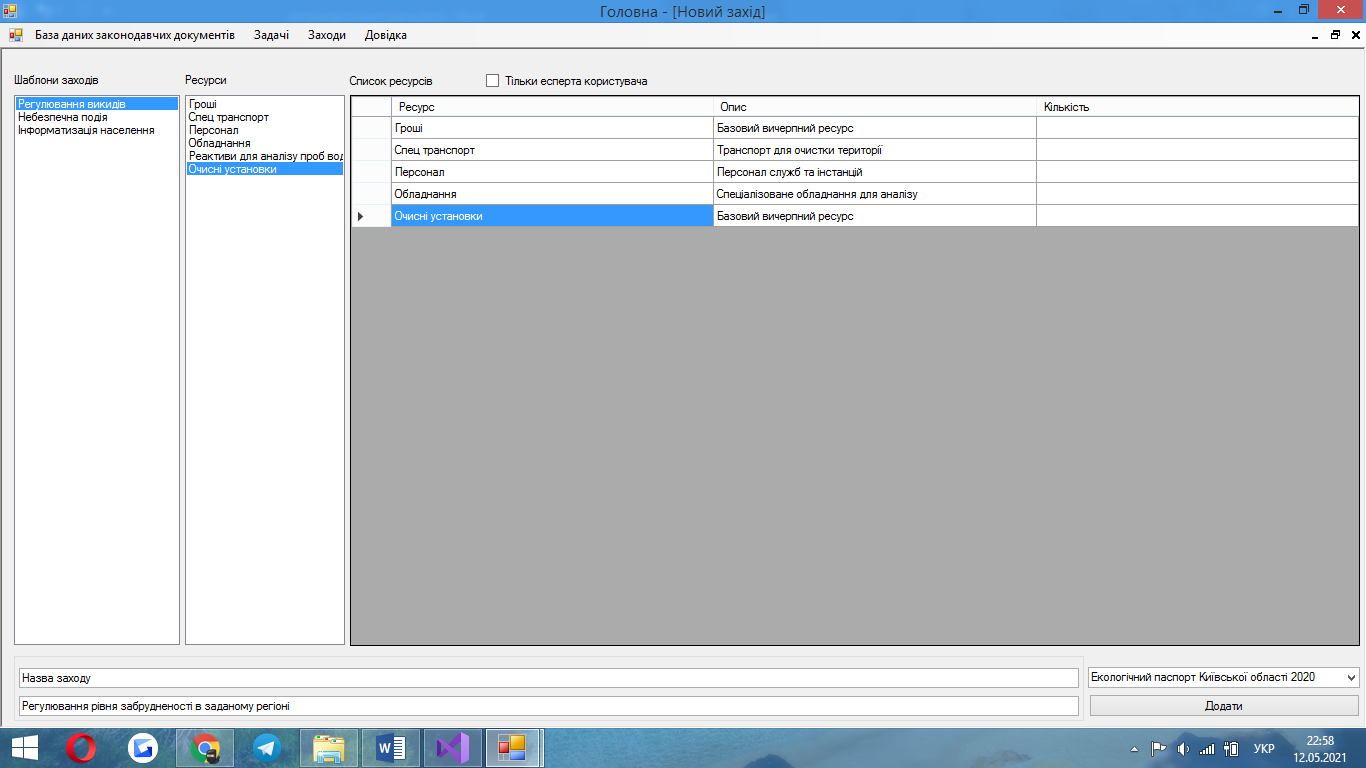 Головна - [Новий захід]
База даних законодавчих документів Задачі Заходи Довідка
Шаблони заходів
Регулювання викидів
Небезпечна подія
Інформатизація населення
Ресурси
Гроші
Спец транспорт
Персонал
Обладнання
Реактиви для аналізу проб вод
Очисні установки
Список ресурсів
Тільки есперта користувача
Ресурс Опис Кількість
Гроші Базовий вичерпний ресурс
Спец транспорт Транспорт для очистки території
Персонал Персонал служб та інстанцій
Обладнання Спеціалізоване обладнання для аналізу
Очисні установки Базовий вичерпний ресурс
Назва заходу
Екологічний паспорт Київської області 2020
Регулювання рівня забрудненості в заданому регіоні
Додати
УКР
22:58
12.05.2021